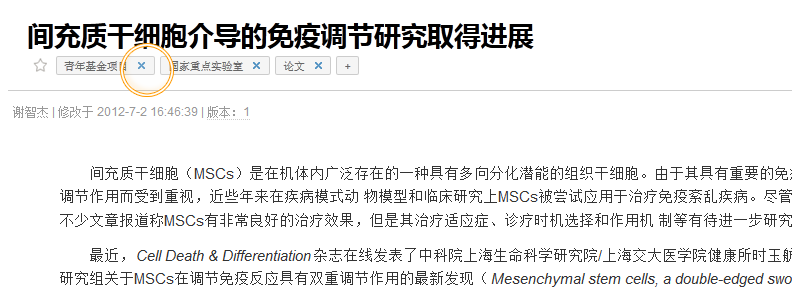 间充质干细胞介导的免疫调节研究取得进展
青年基金项目 × 国家重点实验室 × 论文 × +
谢智杰 | 修改于 2012-7-2 16:46:39 | 版本：1
间充质干细胞（MSCs）是在机体内广泛存在的一种具有多向分化潜能的组织干细胞。由于其具有重要的免
调节作用而受到重视，近些年来在疾病模式动 物模型和临床研究上MSCs被尝试应用于治疗免疫紊乱疾病。尽管
不少文章报道称MSCs有非常良好的治疗效果，但是其治疗适应症、诊疗时机选择和作用机 制等有待进一步研究
最近，Cell Death & Differentiation杂志在线发表了中科院上海生命科学研究院/上海交大医学院健康所时玉舫
研究组关于MSCs在调节免疫反应具有双重调节作用的最新发现（ Mesenchymal stem cells, a double-edged swo